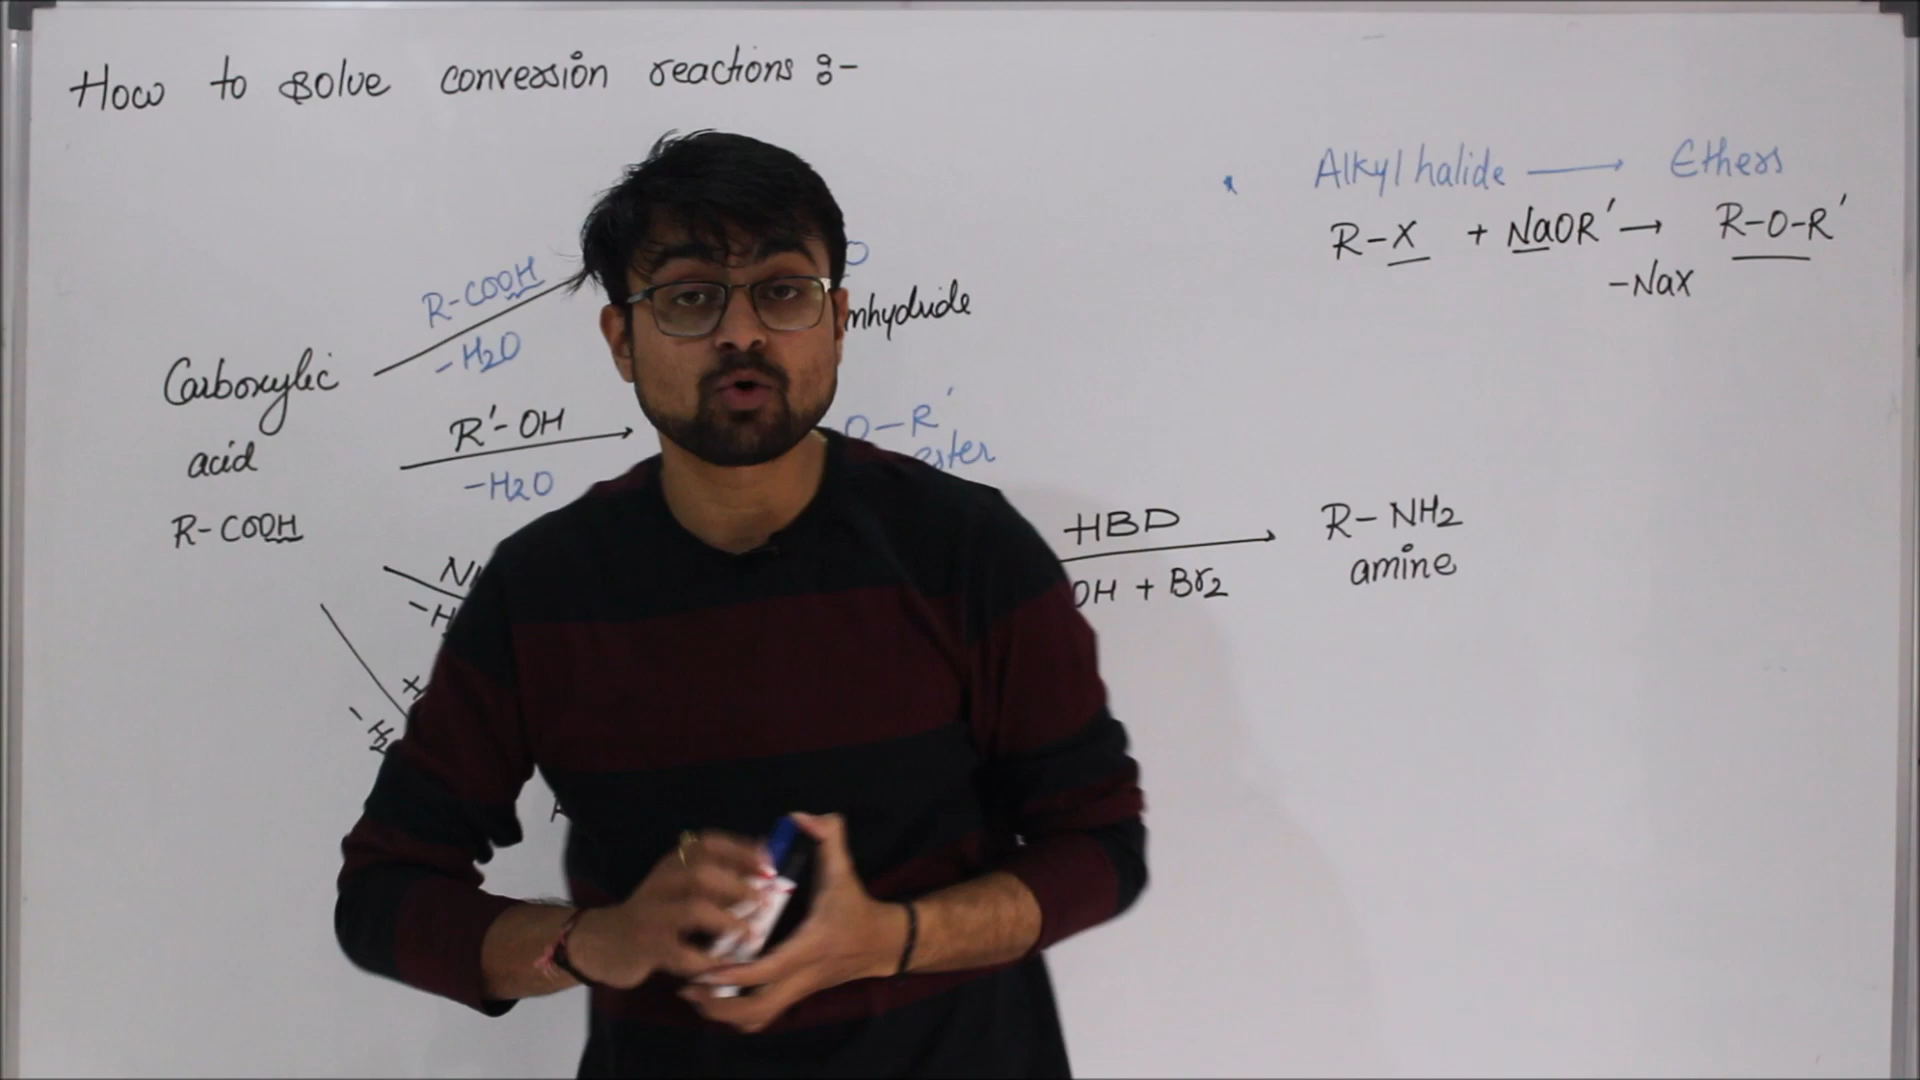 How to solve conversion reactions :-
Alkyl halide → Ethers
R-X + NaOR' → R-O-R'
-NaX
R-COOH
-H2O
Carboxylic
acid
R-COOH
R'-OH
-H2O
O-R'
ester
HBD
OH + Br2
R-NH2
amine